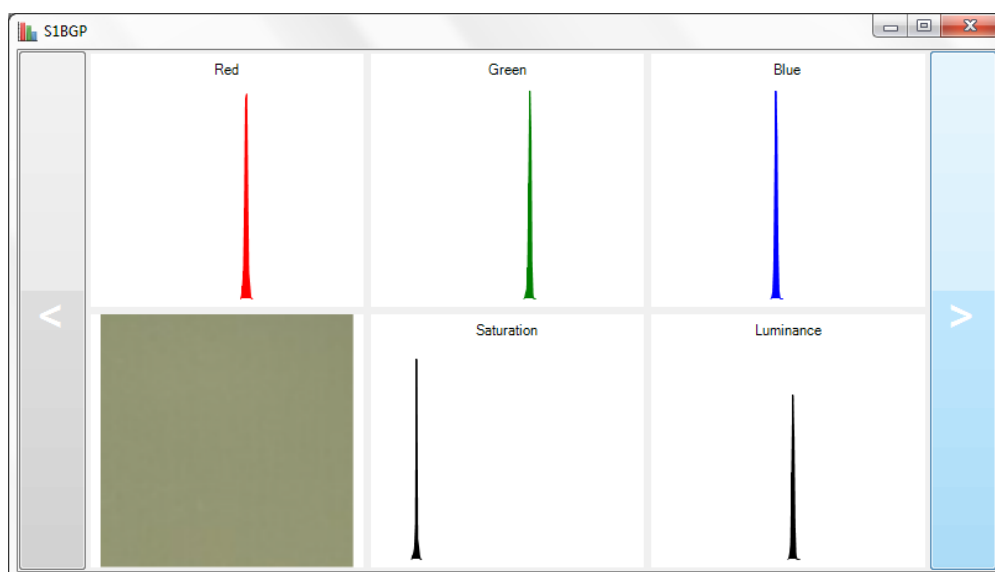 S1BGP
Red
Green
Blue
<
>
Saturation
Luminance